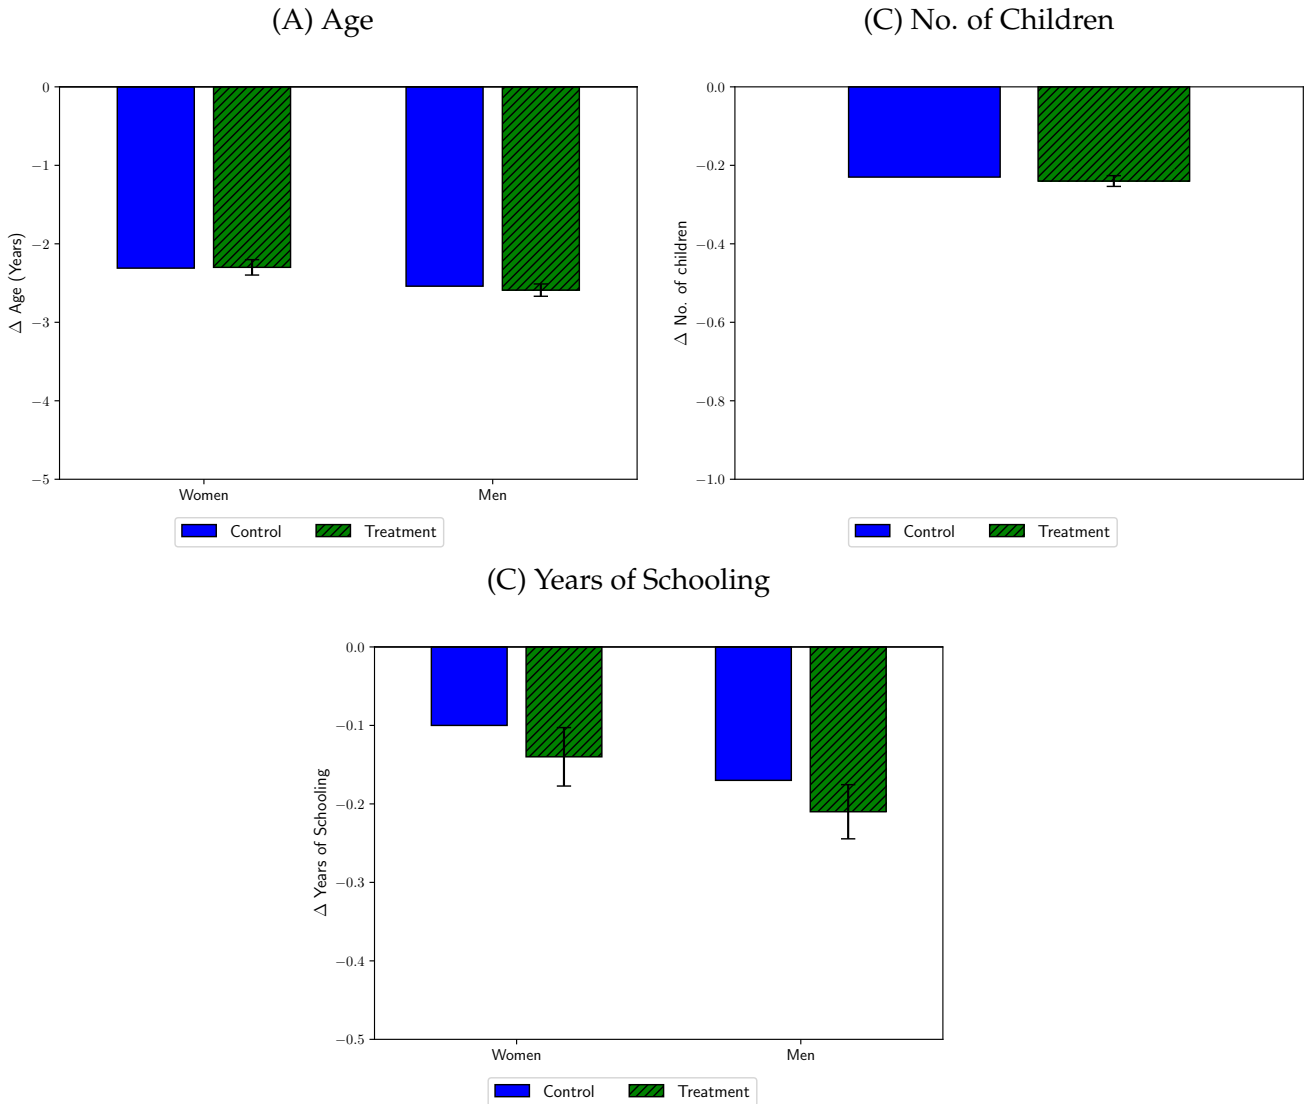 (A) Age
0
−1
−2
−3
−4
−5
Δ Age (Years)
Women Men
Control Treatment
(C) No. of Children
0.0
−0.2
−0.4
−0.6
−0.8
−1.0
Δ No. of children
Control Treatment
(C) Years of Schooling
0.0
−0.1
−0.2
−0.3
−0.4
−0.5
Δ Years of Schooling
Women Men
Control Treatment